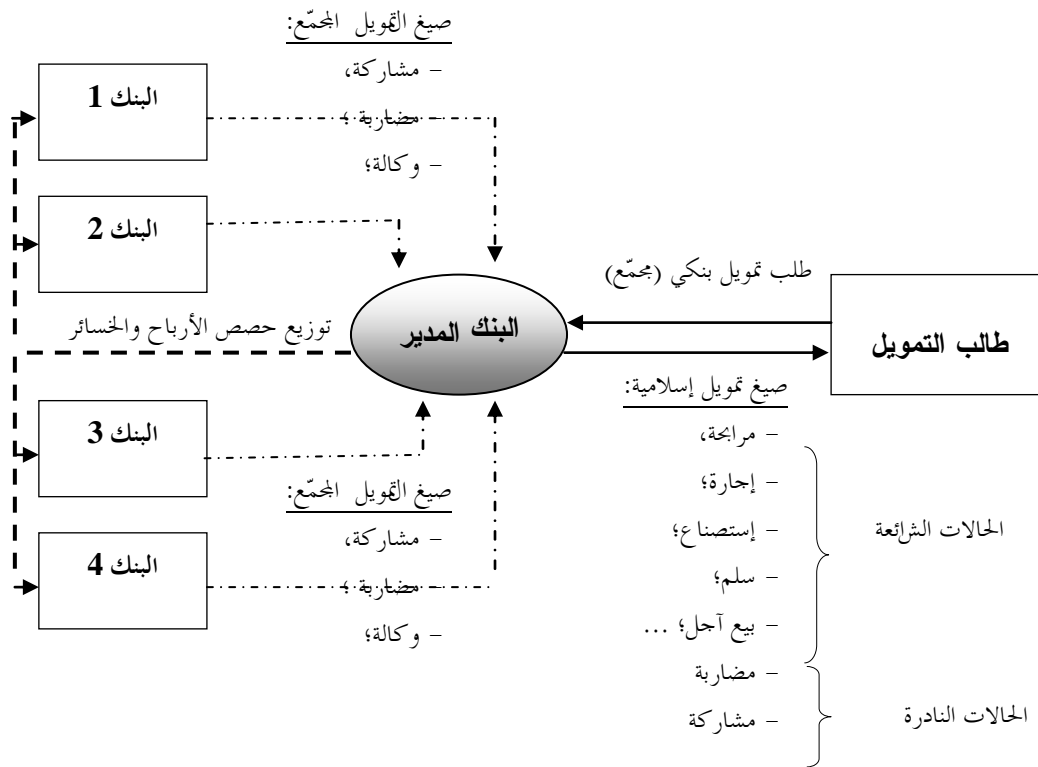 صيغ التمويل المجمّع:
– مشاركة،
– مضاربة ؛
– وكالة؛
البنك 1
البنك 2
طلب تمويل بنكي (مجمّع)
البنك المدير
طالب التمويل
توزيع حصص الأرباح والخسائر
صيغ تمويل إسلامية:
– مرابحة،
– إجارة؛
– إستصناع؛
– سلم؛
– بيع آجل؛ ...
الحالات الشائعة
– مضاربة
– مشاركة
الحالات النادرة
البنك 3
صيغ التمويل المجمّع:
– مشاركة،
– مضاربة ؛
– وكالة؛
البنك 4